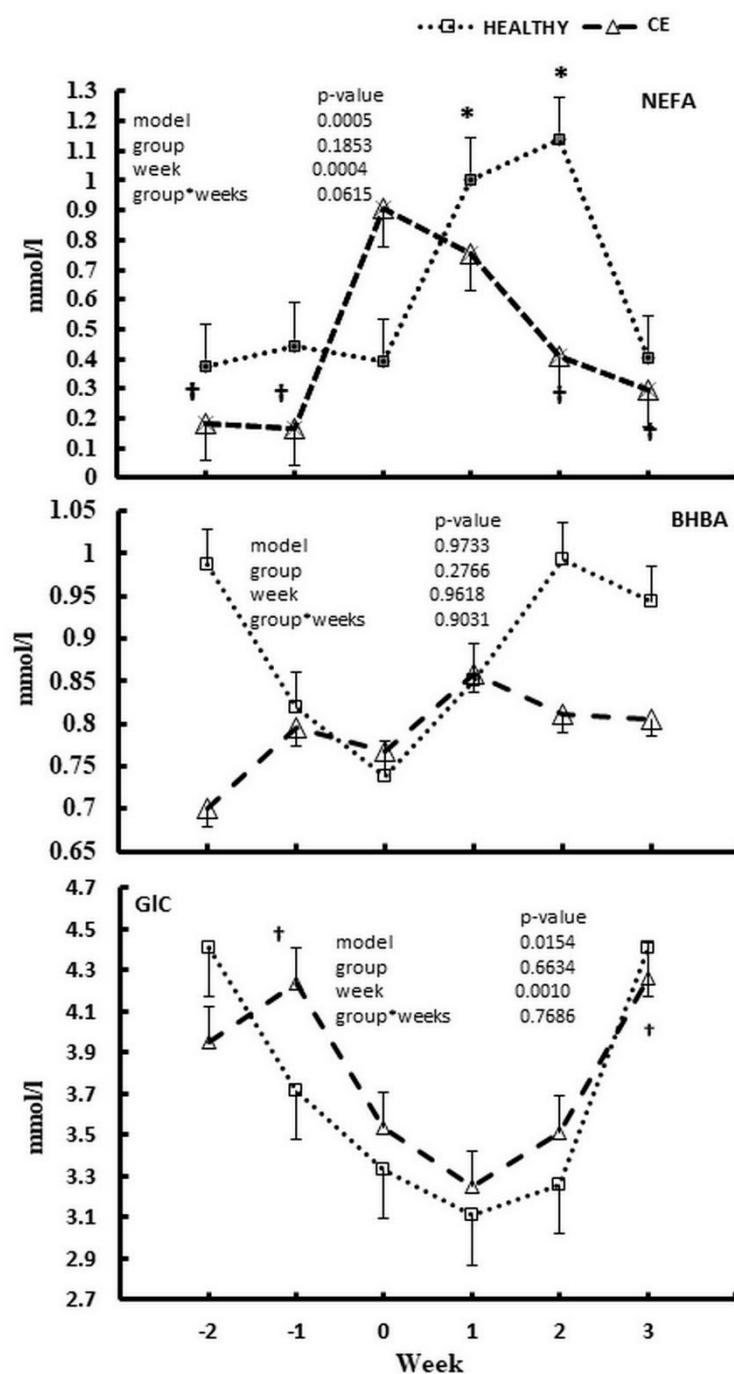 HEALTHY CE
NEFA
p-value
model 0.0005
group 0.1853
week 0.0004
group*weeks 0.0615
mmol/l
1.3
1.2
1.1
1
0.9
0.8
0.7
0.6
0.5
0.4
0.3
0.2
0.1
0
*
*
†
†
†
†
BHBA
p-value
model 0.9733
group 0.2766
week 0.9618
group*weeks 0.9031
mmol/l
1.05
1
0.95
0.9
0.85
0.8
0.75
0.7
0.65
GlC
p-value
model 0.0154
group 0.6634
week 0.0010
group*weeks 0.7686
mmol/l
4.7
4.5
4.3
4.1
3.9
3.7
3.5
3.3
3.1
2.9
2.7
†
†
-2 -1 0 1 2 3
Week